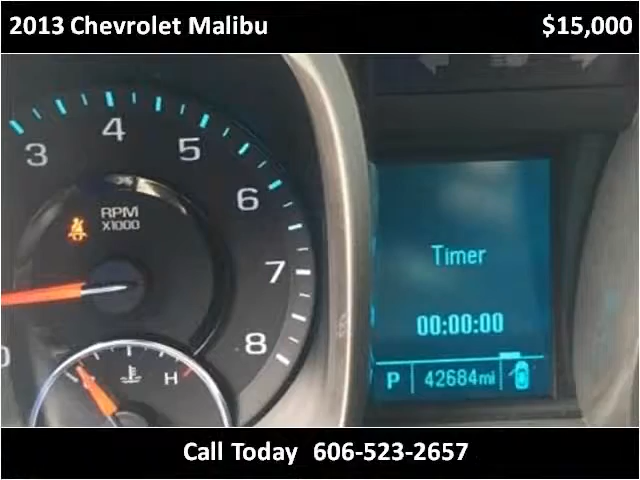 2013 Chevrolet Malibu $15,000
3
4
5
6
7
8
0
RPM
X1000
H
Timer
00:00:00
P 42684mi
Call Today 606-523-2657